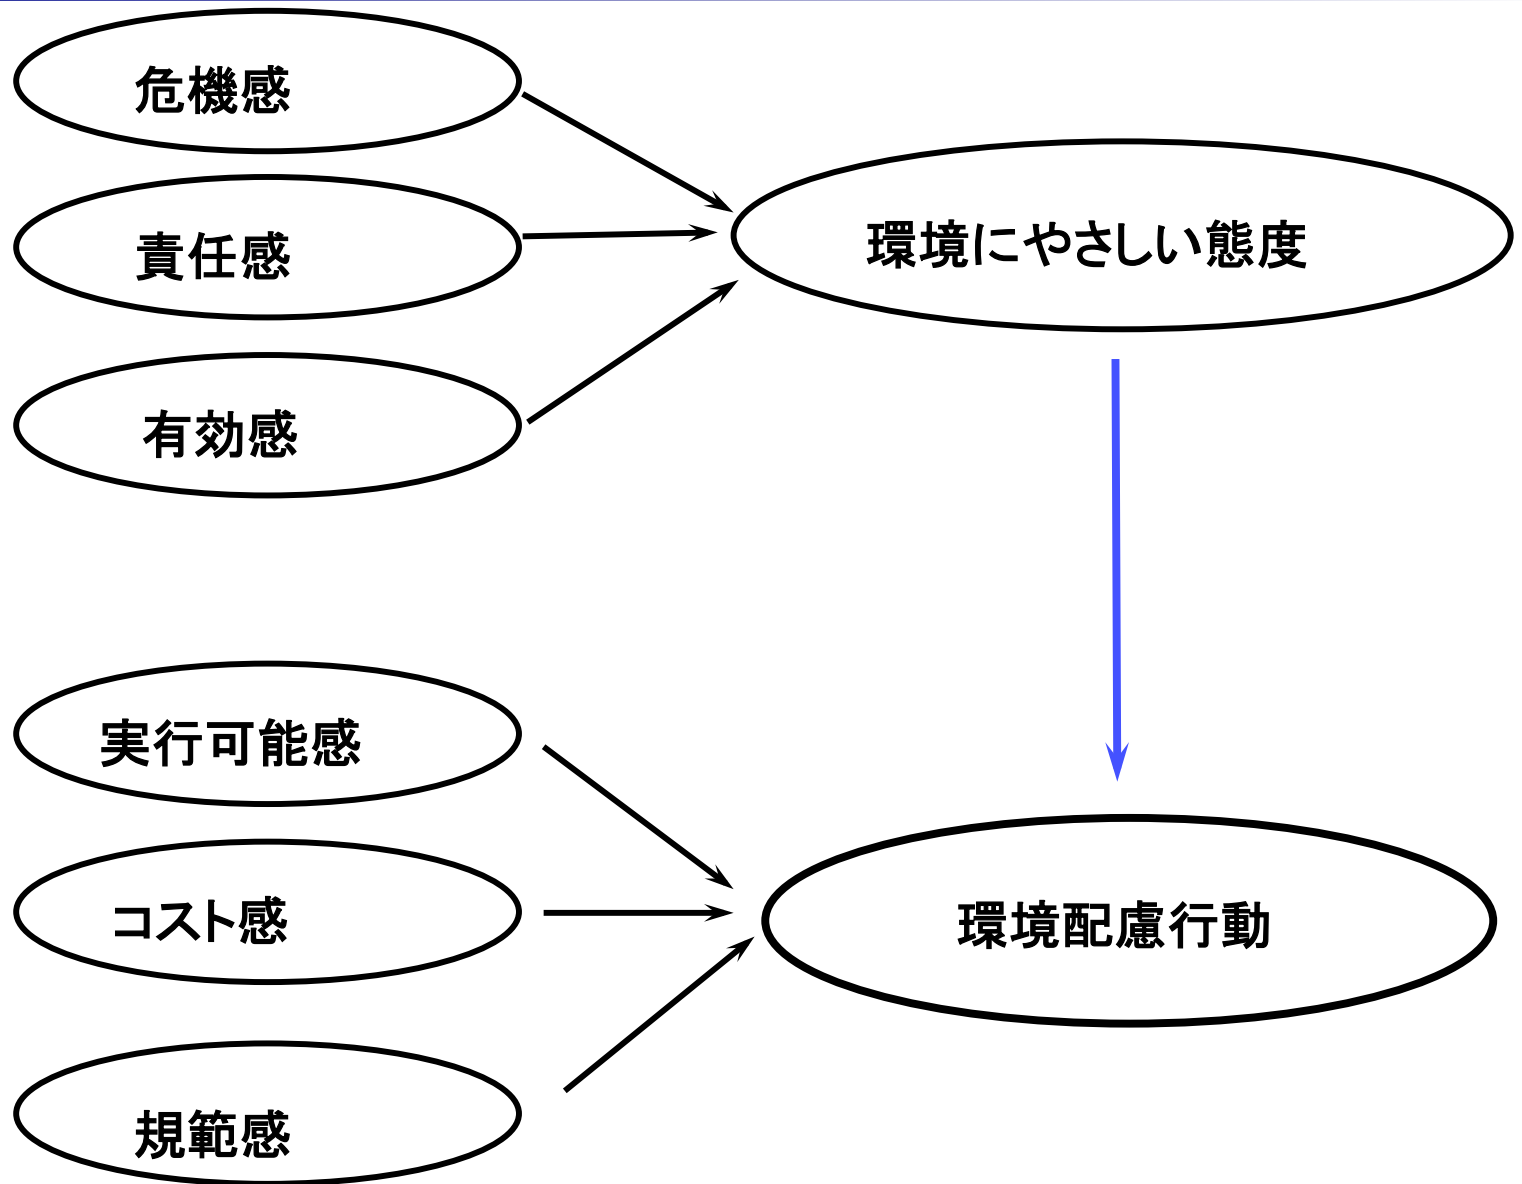 危機感
責任感
環境にやさしい態度
有効感
実行可能感
コスト感
環境配慮行動
規範感